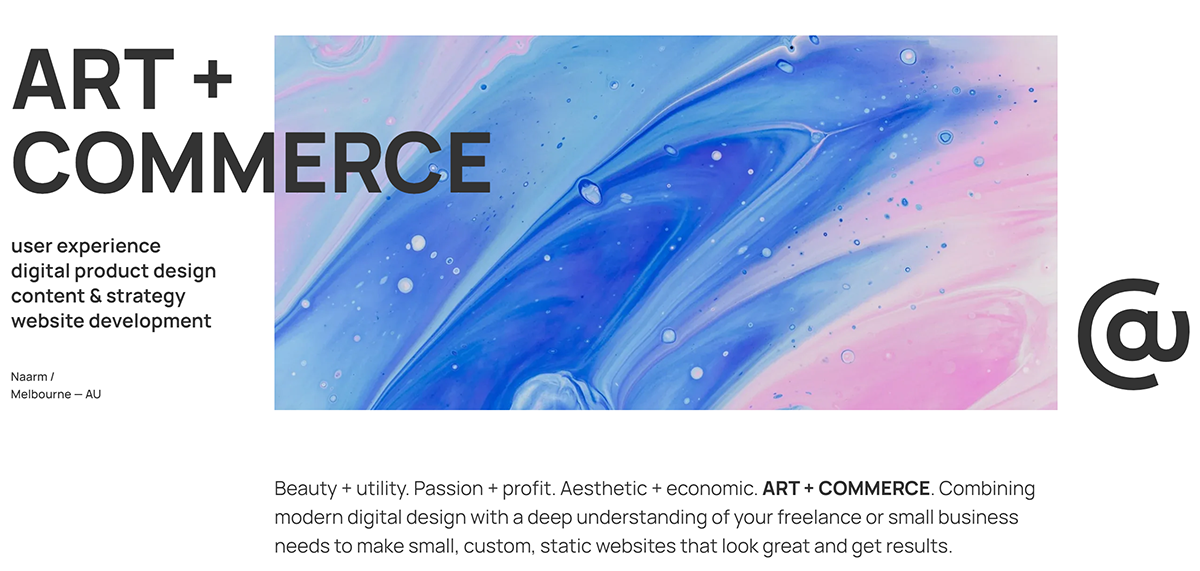 ART +
COMMERCE
user experience
digital product design
content & strategy
website development
Naarm /
Melbourne — AU
@
Beauty + utility. Passion + profit. Aesthetic + economic. ART + COMMERCE. Combining
modern digital design with a deep understanding of your freelance or small business
needs to make small, custom, static websites that look great and get results.